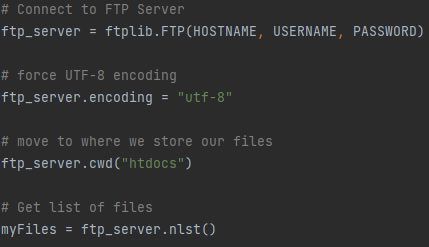 # Connect to FTP Server
ftp_server = ftplib.FTP(HOSTNAME, USERNAME, PASSWORD)
# force UTF-8 encoding
ftp_server.encoding = "utf-8"
# move to where we store our files
ftp_server.cwd("htdocs")
# Get list of files
myFiles = ftp_server.nlst()